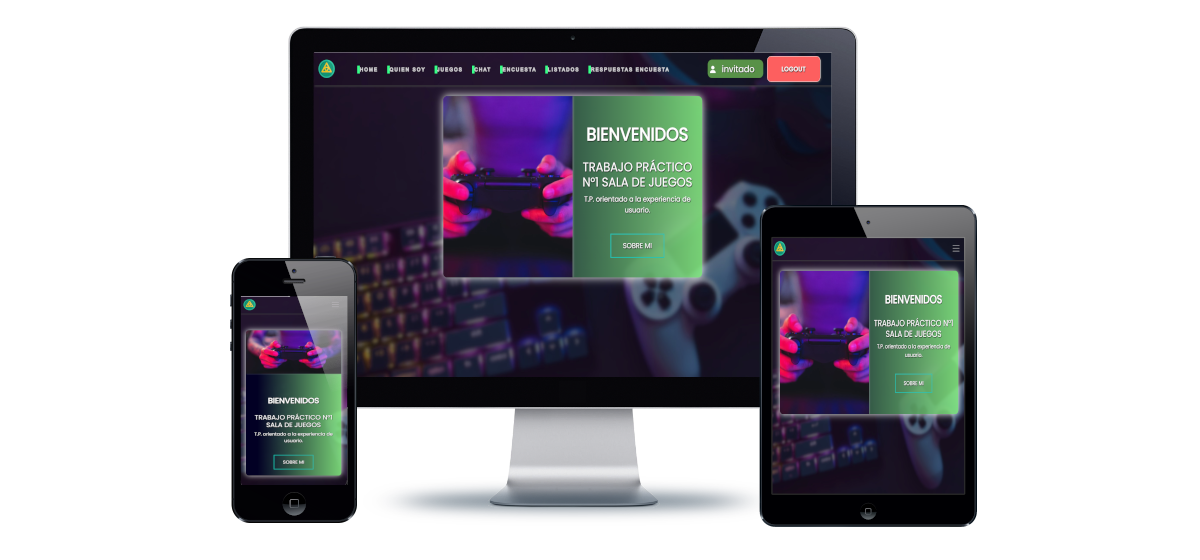 HOME QUIEN SOY JUEGOS CHAT ENCUESTA LISTADOS RESPUESTAS ENCUESTA invitado LOGOUT
BIENVENIDOS
TRABAJO PRÁCTICO
Nº1 SALA DE JUEGOS
T.P. orientado a la experiencia de
usuario.
SOBRE MI
BIENVENIDOS
TRABAJO PRÁCTICO Nº1
SALA DE JUEGOS
T.P. orientado a la experiencia de
usuario.
SOBRE MI
BIENVENIDOS
TRABAJO PRÁCTICO Nº1
SALA DE JUEGOS
T.P. orientado a la experiencia de
usuario.
SOBRE MI